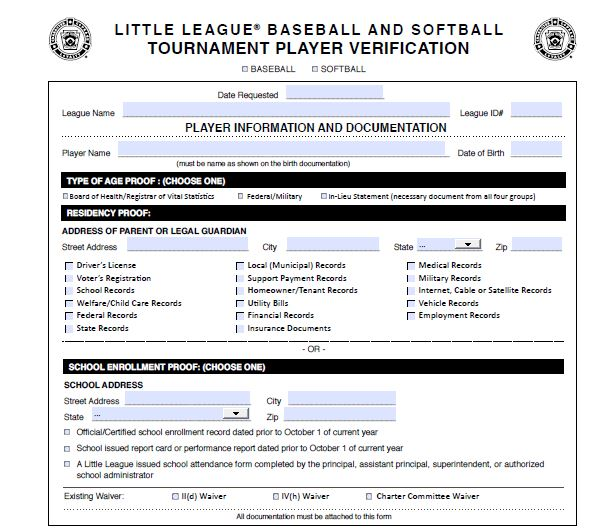 LITTLE LEAGUE® BASEBALL AND SOFTBALL
TOURNAMENT PLAYER VERIFICATION
BASEBALL SOFTBALL
Date Requested
League Name League ID#
PLAYER INFORMATION AND DOCUMENTATION
Player Name Date of Birth
(must be name as shown on the birth documentation)
TYPE OF AGE PROOF : (CHOOSE ONE)
Board of Health/Registrar of Vital Statistics Federal/Military In-Lieu Statement (necessary document from all four groups)
RESIDENCY PROOF:
ADDRESS OF PARENT OR LEGAL GUARDIAN
Street Address City State ... Zip
Driver's License Local (Municipal) Records Medical Records
Voter's Registration Support Payment Records Military Records
School Records Homeowner/Tenant Records Internet, Cable or Satellite Records
Welfare/Child Care Records Utility Bills Vehicle Records
Federal Records Financial Records Employment Records
State Records Insurance Documents
- OR -
SCHOOL ENROLLMENT PROOF: (CHOOSE ONE)
SCHOOL ADDRESS
Street Address City
State ... Zip
Official/Certified school enrollment record dated prior to October 1 of current year
School issued report card or performance report dated prior to October 1 of current year
A Little League issued school attendance form completed by the principal, assistant principal, superintendent, or authorized
school administrator
Existing Waiver: II(d) Waiver IV(h) Waiver Charter Committee Waiver
All documentation must be attached to this form